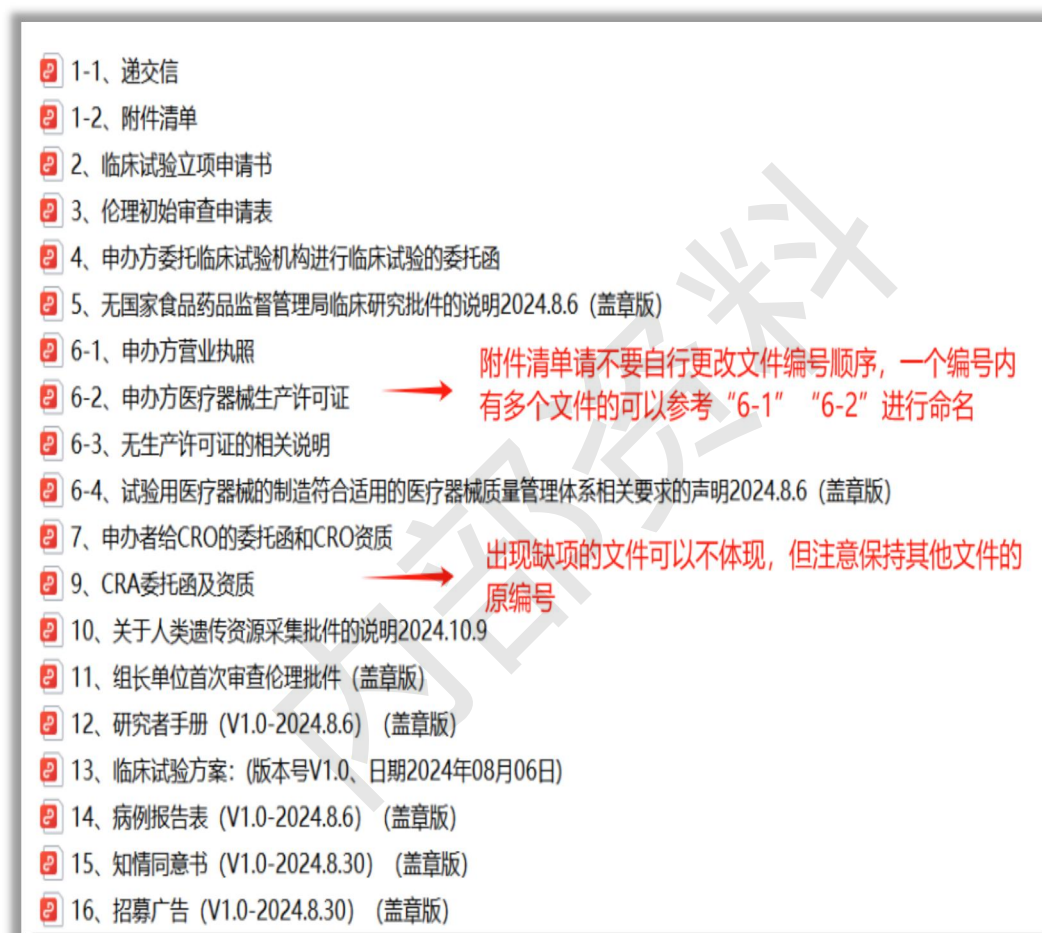 1-1、递交信
1-2、附件清单
2、临床试验立项申请书
3、伦理初始审查申请表
4、申办方委托临床试验机构进行临床试验的委托函
5、无国家食品药品监督管理局临床研究批件的说明2024.8.6（盖章版）
6-1、申办方营业执照
6-2、申办方医疗器械生产许可证
附件清单请不要自行更改文件编号顺序，一个编号内
有多个文件的可以参考“6-1”“6-2”进行命名
6-3、无生产许可证的相关说明
6-4、试验用医疗器械的制造符合适用的医疗器械质量管理体系相关要求的声明2024.8.6（盖章版）
7、申办者给CRO的委托函和CRO资质
9、CRA委托函及资质
出现缺项的文件可以不体现，但注意保持其他文件的
原编号
10、关于人类遗传资源采集批件的说明2024.10.9
11、组长单位首次审查伦理批件（盖章版）
12、研究者手册（V1.0-2024.8.6）（盖章版）
13、临床试验方案：(版本号V1.0、日期2024年08月06日)
14、病例报告表（V1.0-2024.8.6）（盖章版）
15、知情同意书（V1.0-2024.8.30）（盖章版）
16、招募广告（V1.0-2024.8.30）（盖章版）
内部资料